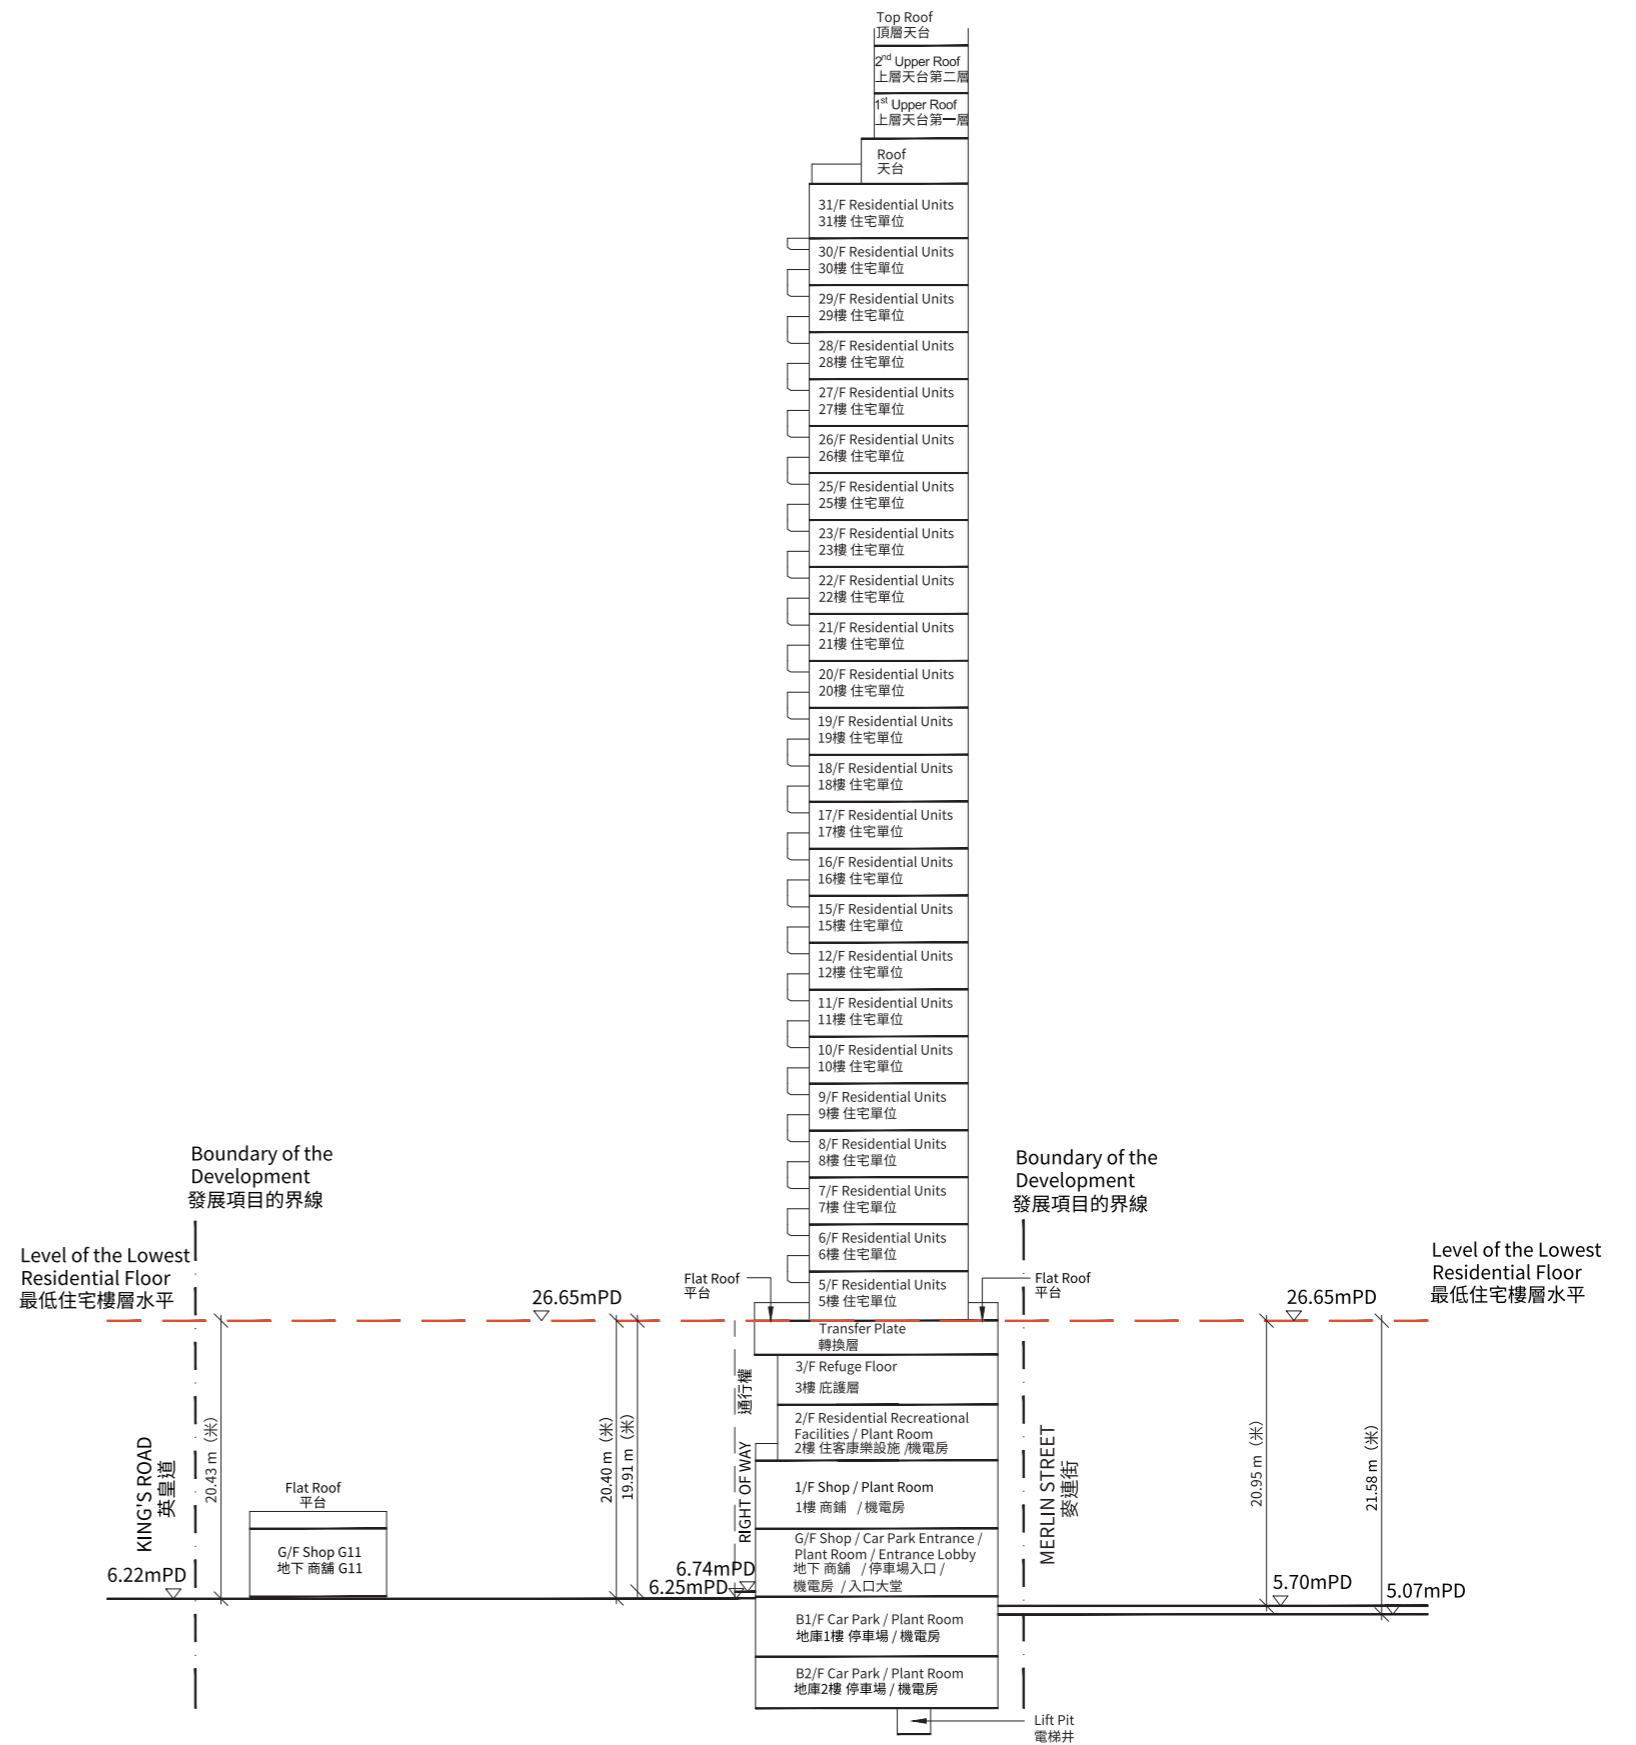 Top Roof
頂層天台
2nd Upper Roof
上層天台第二層
1st Upper Roof
上層天台第一層
Roof
天台
31/F Residential Units
31樓 住宅單位
30/F Residential Units
30樓 住宅單位
29/F Residential Units
29樓 住宅單位
28/F Residential Units
28樓 住宅單位
27/F Residential Units
27樓 住宅單位
26/F Residential Units
26樓 住宅單位
25/F Residential Units
25樓 住宅單位
23/F Residential Units
23樓 住宅單位
22/F Residential Units
22樓 住宅單位
21/F Residential Units
21樓 住宅單位
20/F Residential Units
20樓 住宅單位
19/F Residential Units
19樓 住宅單位
18/F Residential Units
18樓 住宅單位
17/F Residential Units
17樓 住宅單位
16/F Residential Units
16樓 住宅單位
15/F Residential Units
15樓 住宅單位
12/F Residential Units
12樓 住宅單位
11/F Residential Units
11樓 住宅單位
10/F Residential Units
10樓 住宅單位
9/F Residential Units
9樓 住宅單位
8/F Residential Units
8樓 住宅單位
7/F Residential Units
7樓 住宅單位
6/F Residential Units
6樓 住宅單位
5/F Residential Units
5樓 住宅單位
Boundary of the
Development
發展項目的界線
Boundary of the
Development
發展項目的界線
Level of the Lowest
Residential Floor
最低住宅樓層水平
Level of the Lowest
Residential Floor
最低住宅樓層水平
Flat Roof
平台
Flat Roof
平台
26.65mPD
26.65mPD
Transfer Plate
轉換層
3/F Refuge Floor
3樓 庇護層
2/F Residential Recreational
Facilities / Plant Room
2樓 住客康樂設施 /機電房
1/F Shop / Plant Room
1樓 商鋪 / 機電房
G/F Shop / Car Park Entrance /
Plant Room / Entrance Lobby
地下 商舖 / 停車場入口 /
機電房 / 入口大堂
B1/F Car Park / Plant Room
地庫1樓 停車場 / 機電房
B2/F Car Park / Plant Room
地庫2樓 停車場 / 機電房
KING'S ROAD
英皇道
20.43 m (米)
Flat Roof
平台
G/F Shop G11
地下 商舖 G11
20.40 m (米)
19.91 m (米)
RIGHT OF WAY
通行權
MERLIN STREET
麥連街
20.95 m (米)
21.58 m (米)
6.22mPD
6.74mPD
6.25mPD
5.70mPD
5.07mPD
Lift Pit
電梯井